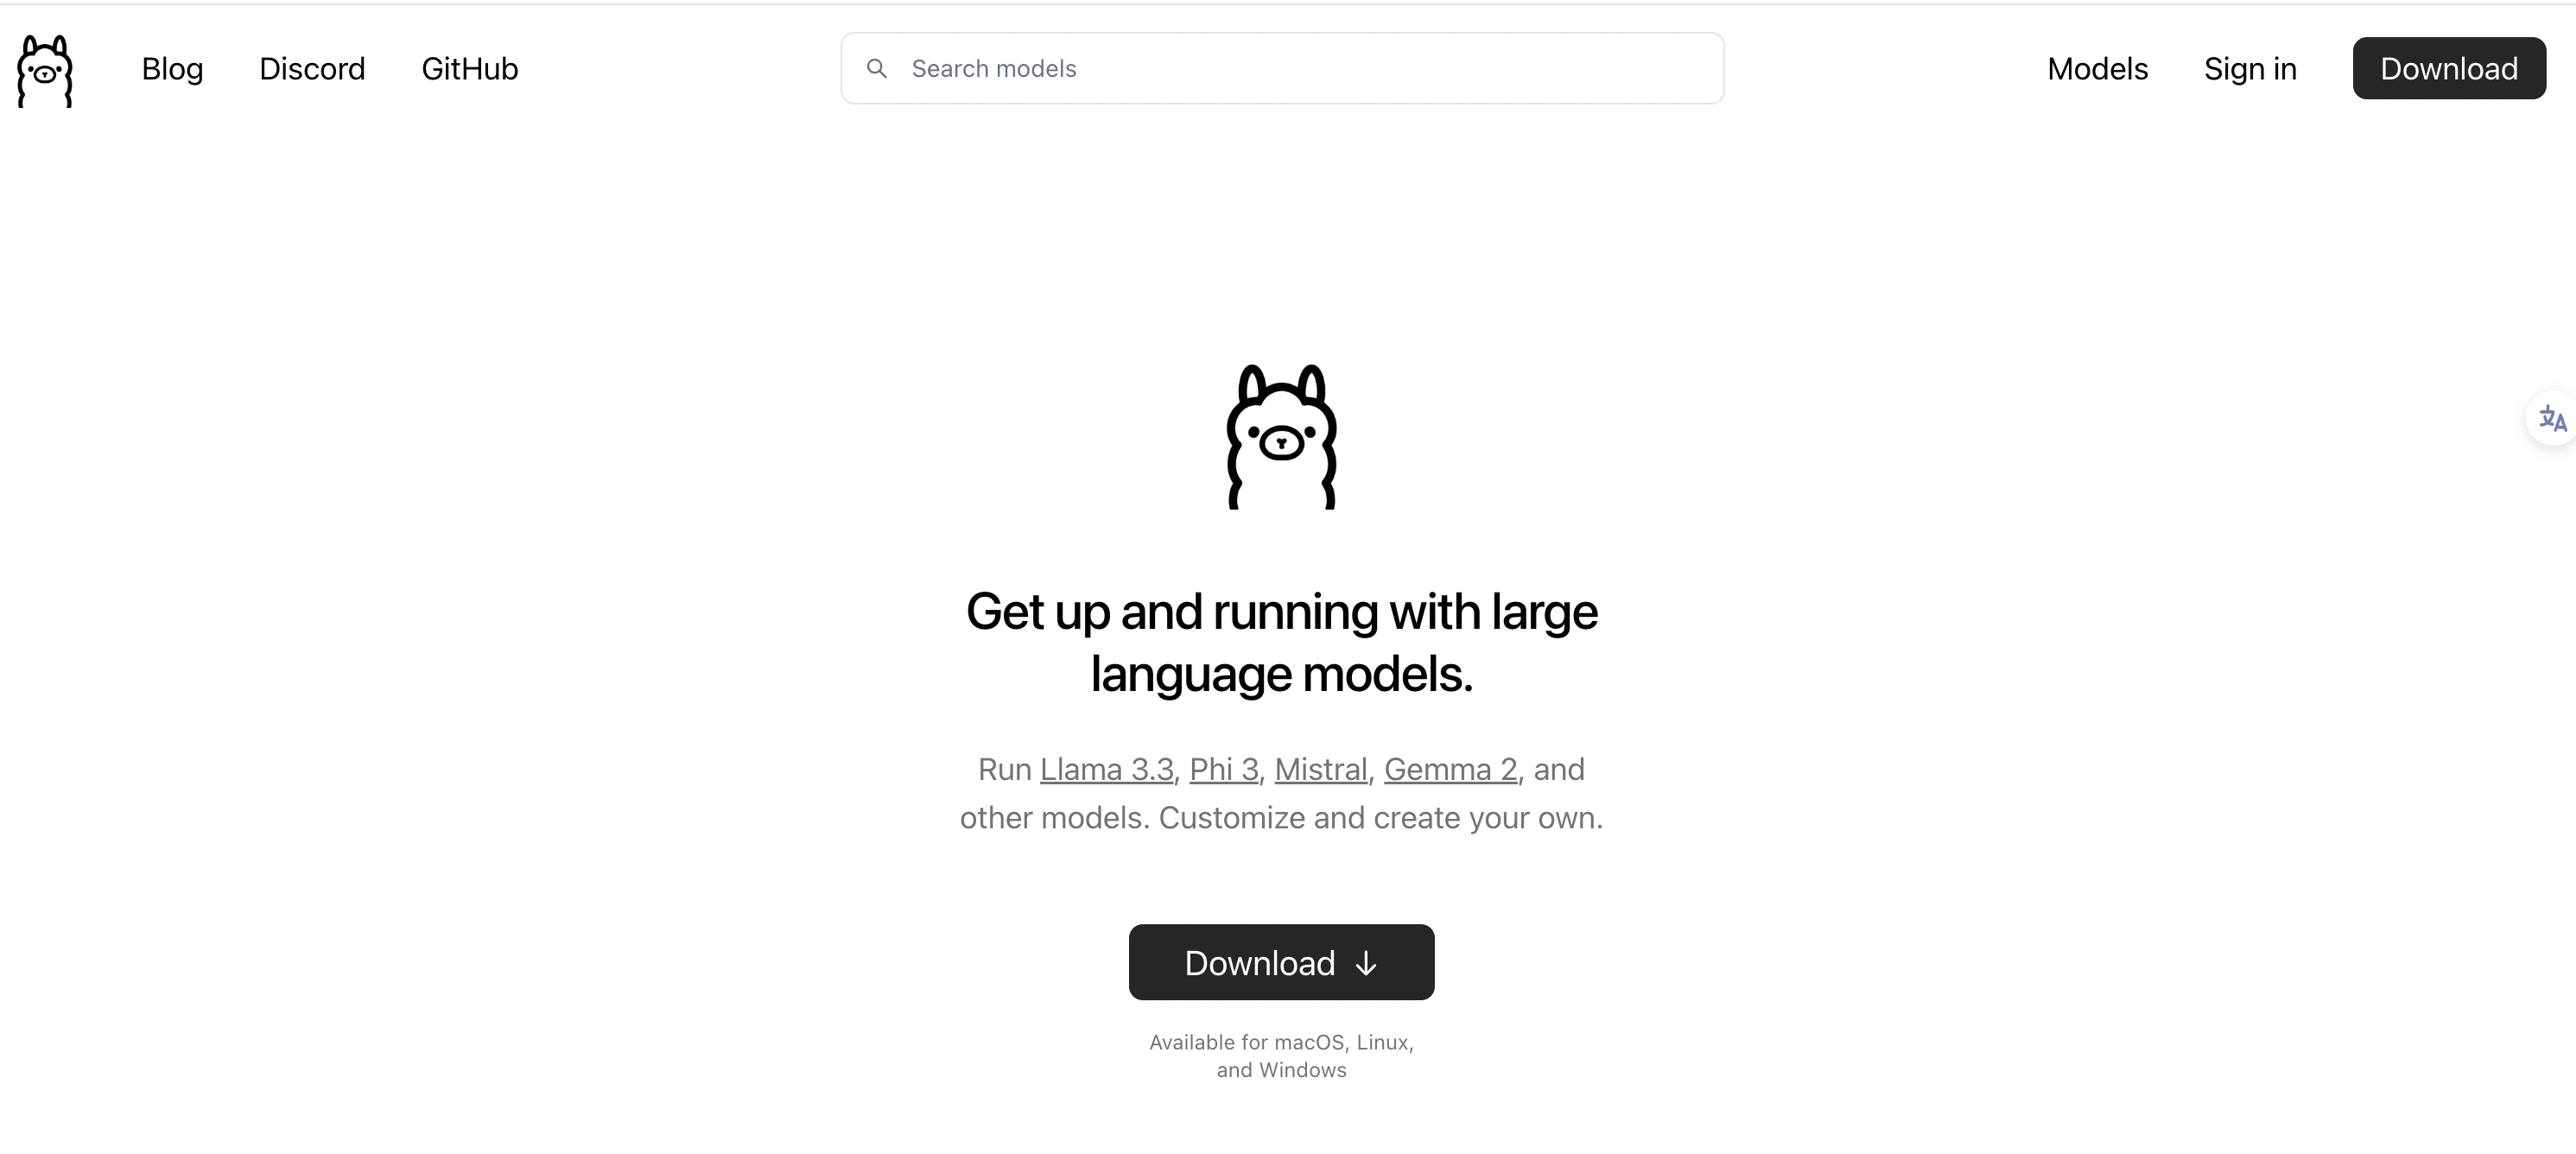 Blog
Discord
GitHub
Search models
Models
Sign in
Download
文A
Get up and running with large
language models.
Run Llama 3.3, Phi 3, Mistral, Gemma 2, and
other models. Customize and create your own.
Download ↓
Available for macOS, Linux,
and Windows